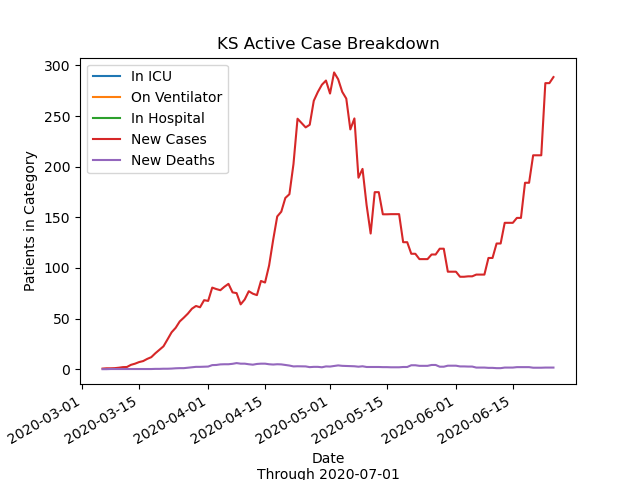 KS Active Case Breakdown
300
250
200
150
100
50
0
Patients in Category
In ICU
On Ventilator
In Hospital
New Cases
New Deaths
2020-03-01
2020-03-15
2020-04-01
2020-04-15
2020-05-01
2020-05-15
2020-06-01
2020-06-15
Date
Through 2020-07-01